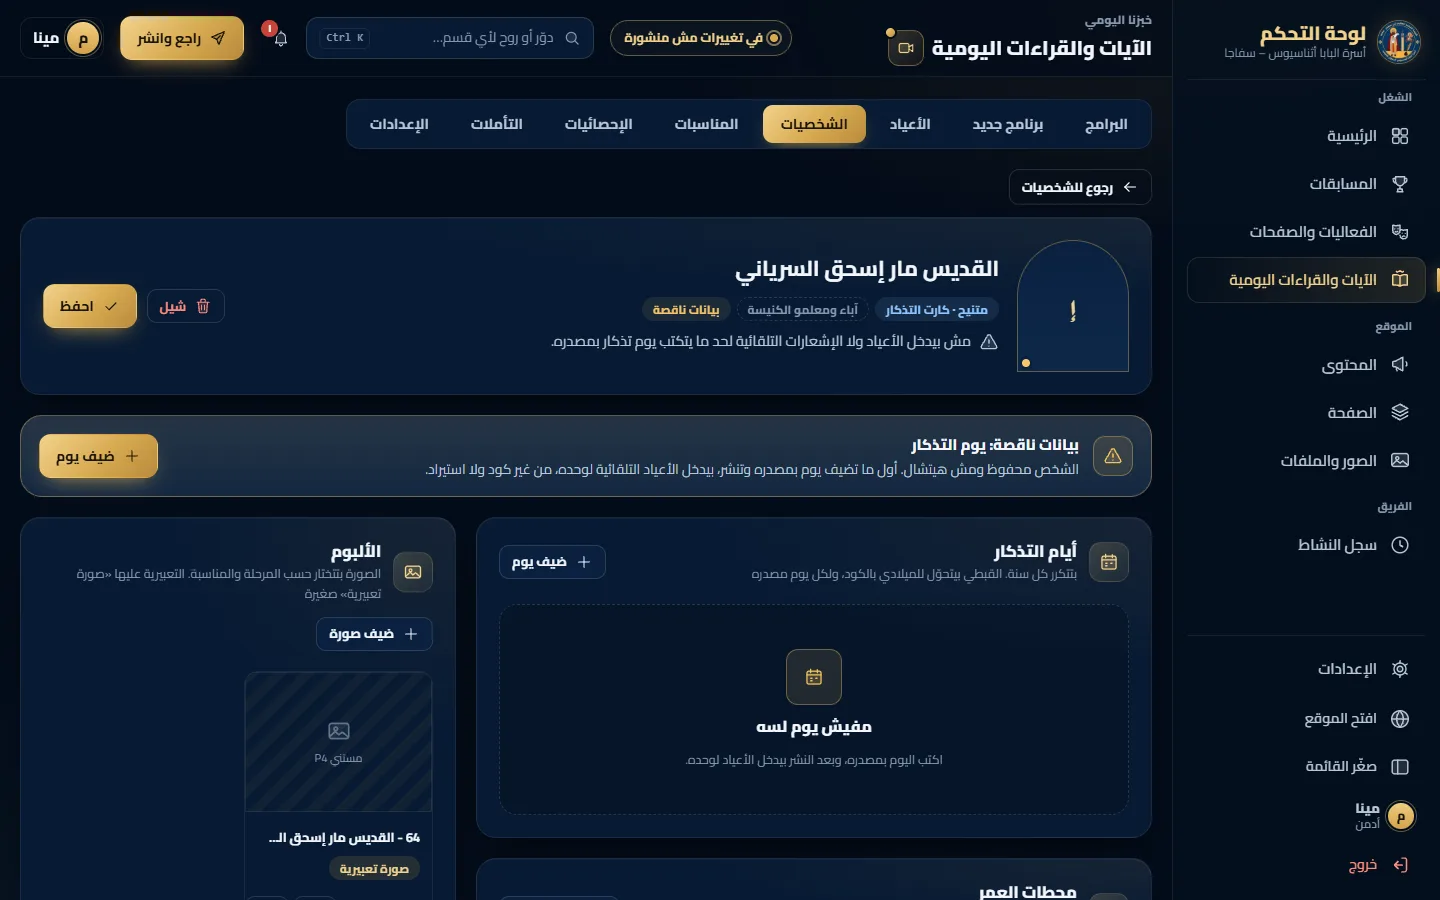 لوحة التحكم
أسرة البابا أثناسيوس – سفاجا
الشغل
الرئيسية
المسابقات
الفعاليات والصفحات
الآيات والقراءات اليومية
الموقع
المحتوى
الصفحة
الصور والملفات
الفريق
سجل النشاط
الإعدادات
افتح الموقع
صغّر القائمة
م
مينا
أدمن
خروج
خبزنا اليومي
الآيات والقراءات اليومية
في تغييرات مش منشورة
دوّر أو روح لأي قسم...
Ctrl K
راجع وانشر
م
مينا
البرامج
برنامج جديد
الأعياد
الشخصيات
المناسبات
الإحصائيات
التأملات
الإعدادات
رجوع للشخصيات
إ
القديس مار إسحق السرياني
متنيح · كارت التذكار
آباء ومعلمو الكنيسة
بيانات ناقصة
مش بيدخل الأعياد ولا الإشعارات التلقائية لحد ما يتكتب يوم تذكار بمصدره.
شيل
احفظ
بيانات ناقصة: يوم التذكار
الشخص محفوظ ومش هيتشال. أول ما تضيف يوم بمصدره وتنشر، بيدخل الأعياد التلقائية لوحده، من غير كود ولا استيراد.
ضيف يوم
أيام التذكار
بتتكرر كل سنة. القبطي بيتحوّل للميلادي بالكود، ولكل يوم مصدره
ضيف يوم
مفيش يوم لسه
اكتب اليوم بمصدره، وبعد النشر بيدخل الأعياد لوحده.
محطات العمر
الألبوم
الصورة بتتختار حسب المرحلة والمناسبة. التعبيرية عليها «صورة
تعبيرية» صغيرة
ضيف صورة
مستني P4
64 - القديس مار إسحق الـ...
صورة تعبيرية